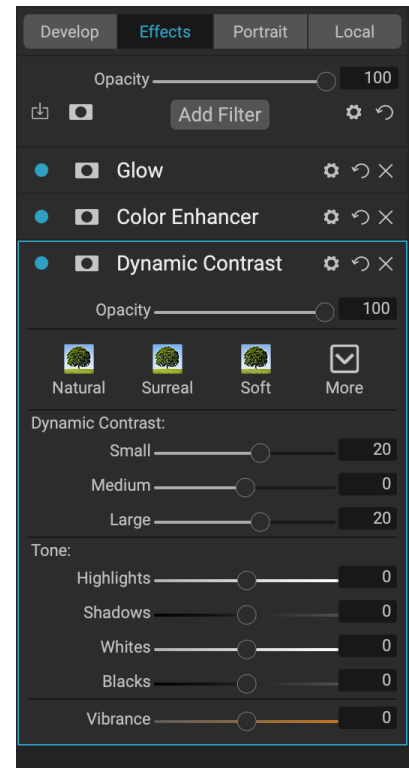 Develop Effects Portrait Local
Opacity 100
Add Filter
Glow
Color Enhancer
Dynamic Contrast
Opacity 100
Natural Surreal Soft More
Dynamic Contrast:
Small 20
Medium 0
Large 20
Tone:
Highlights 0
Shadows 0
Whites 0
Blacks 0
Vibrance 0